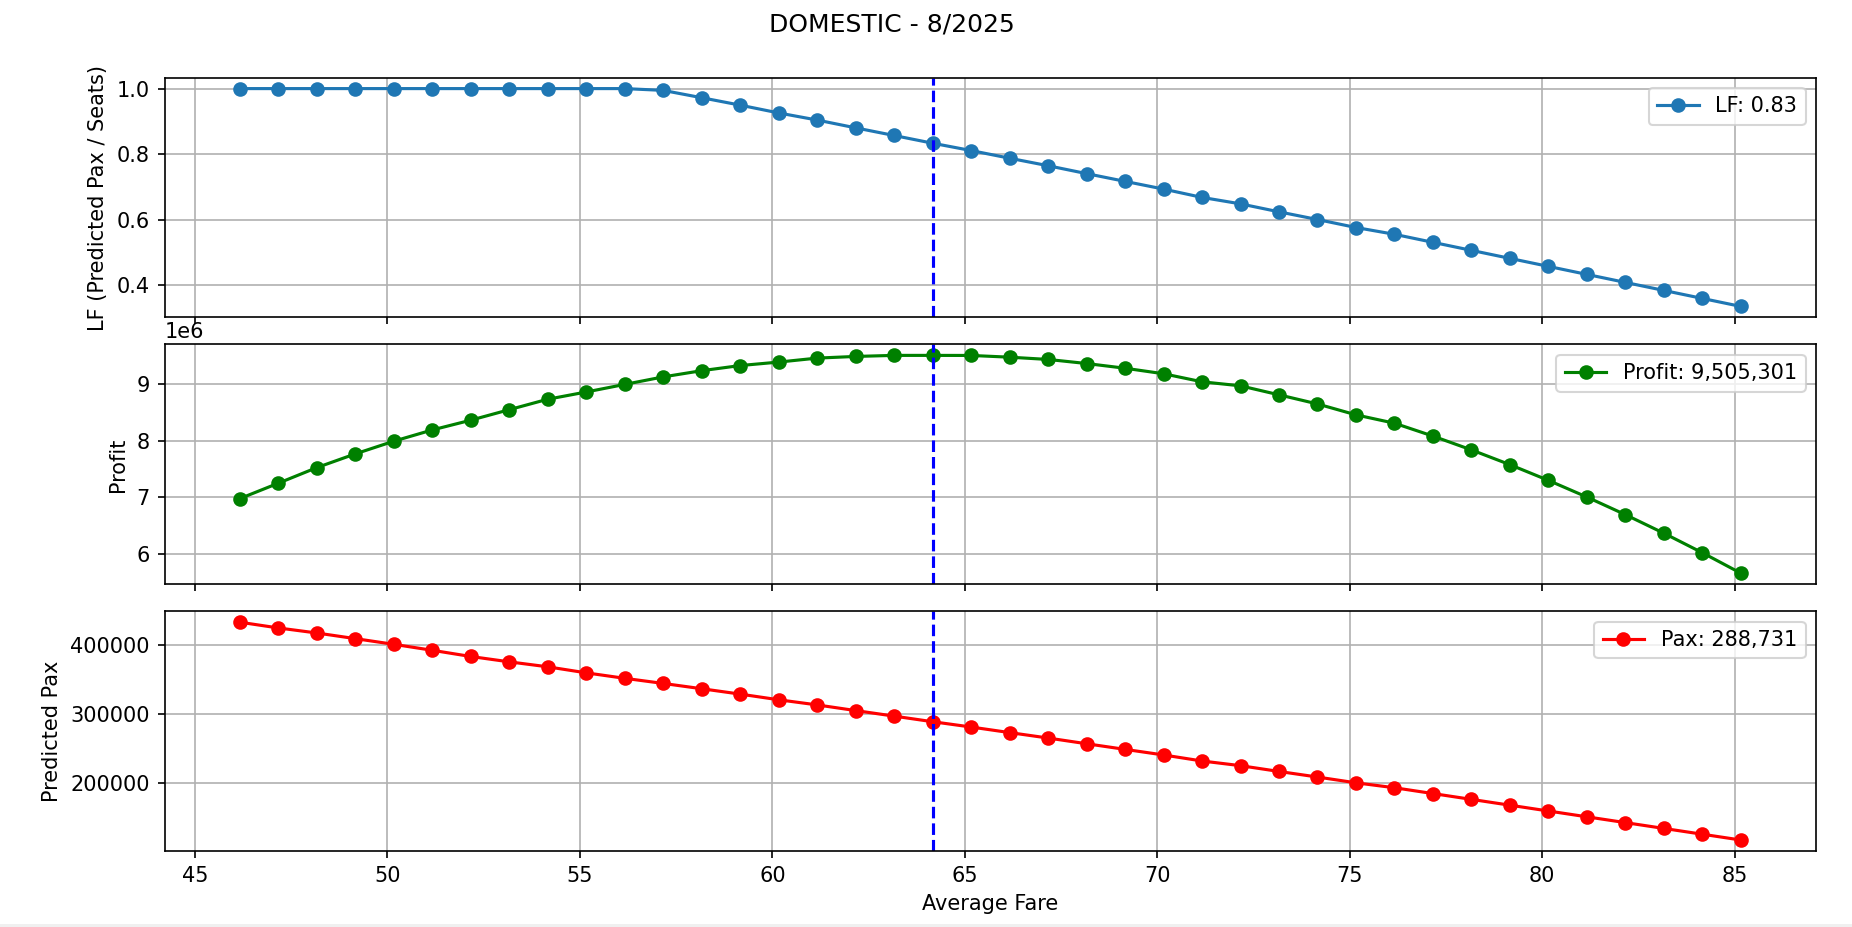 DOMESTIC - 8/2025
LF (Predicted Pax / Seats)
1.0
0.8
0.6
0.4
LF: 0.83
1e6
Profit
9
8
7
6
Profit: 9,505,301
Predicted Pax
400000
300000
200000
Pax: 288,731
45 50 55 60 65 70 75 80 85
Average Fare